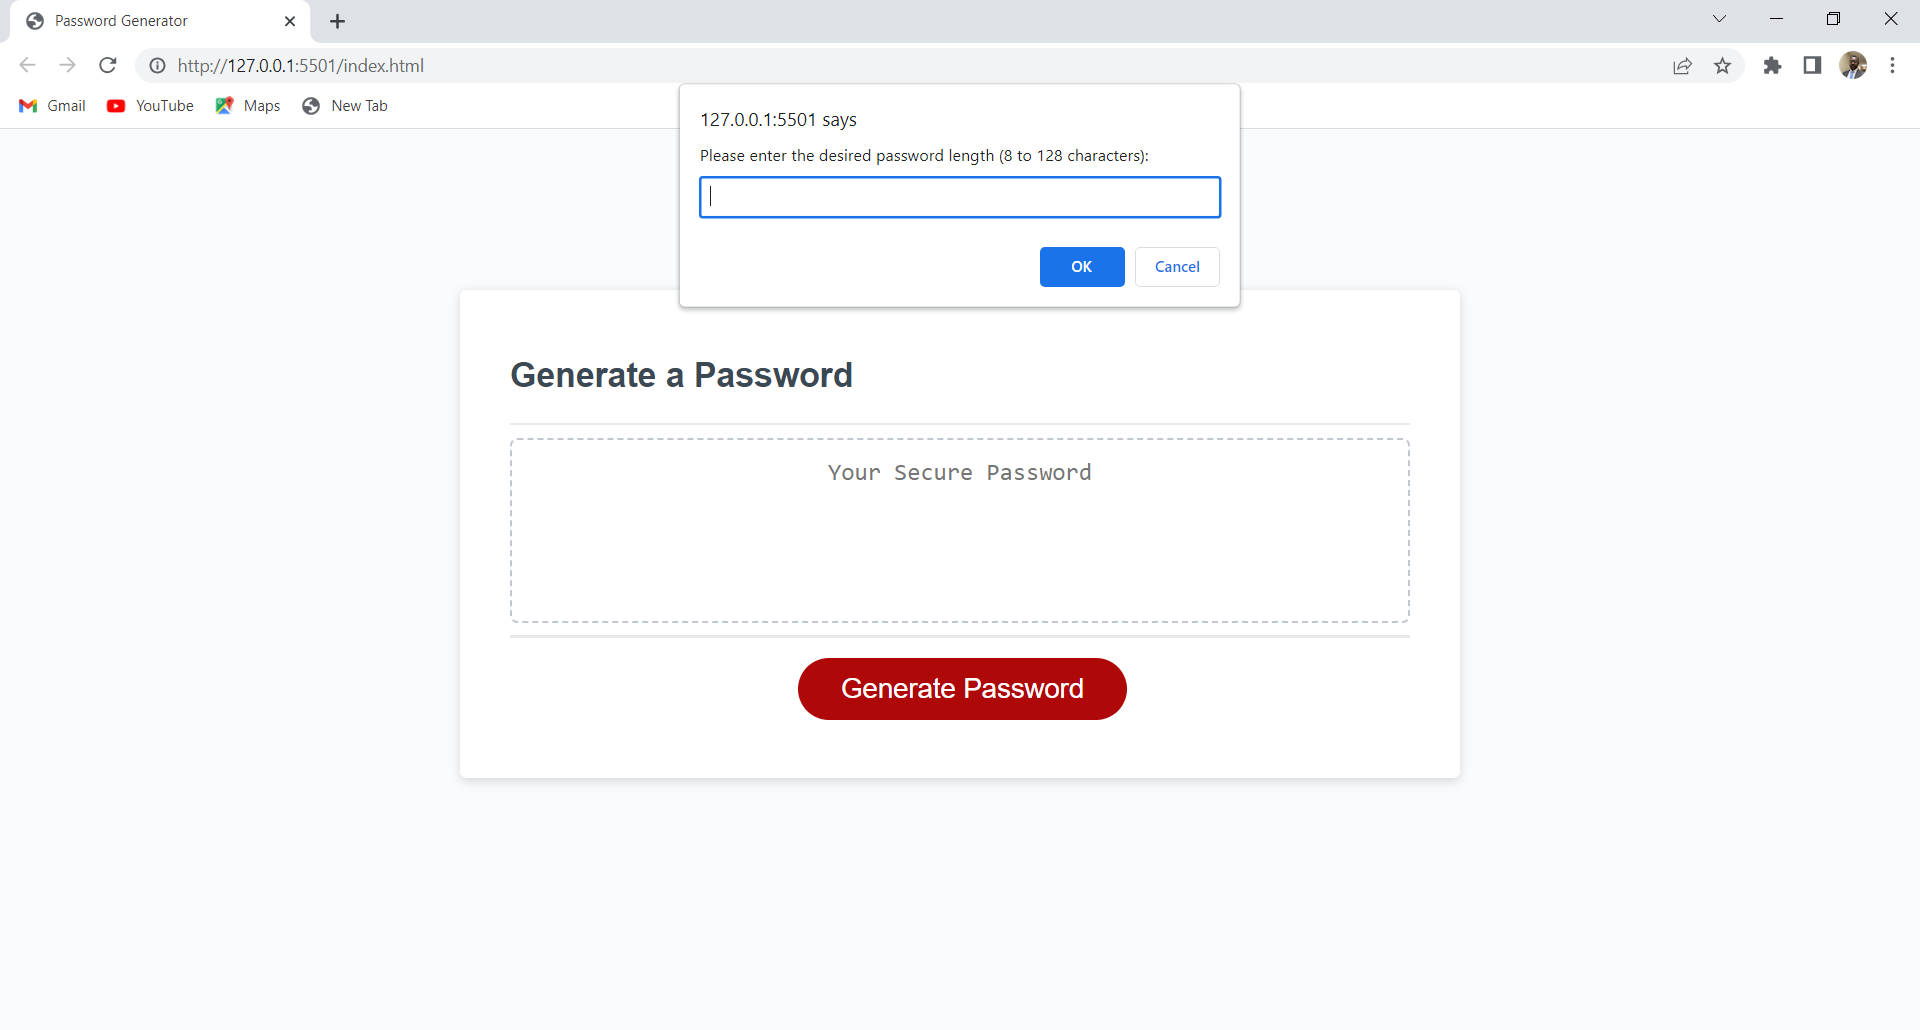 Password Generator
http://127.0.0.1:5501/index.html
Gmail YouTube Maps New Tab
127.0.0.1:5501 says
Please enter the desired password length (8 to 128 characters):
OK Cancel
Generate a Password
Your Secure Password
Generate Password